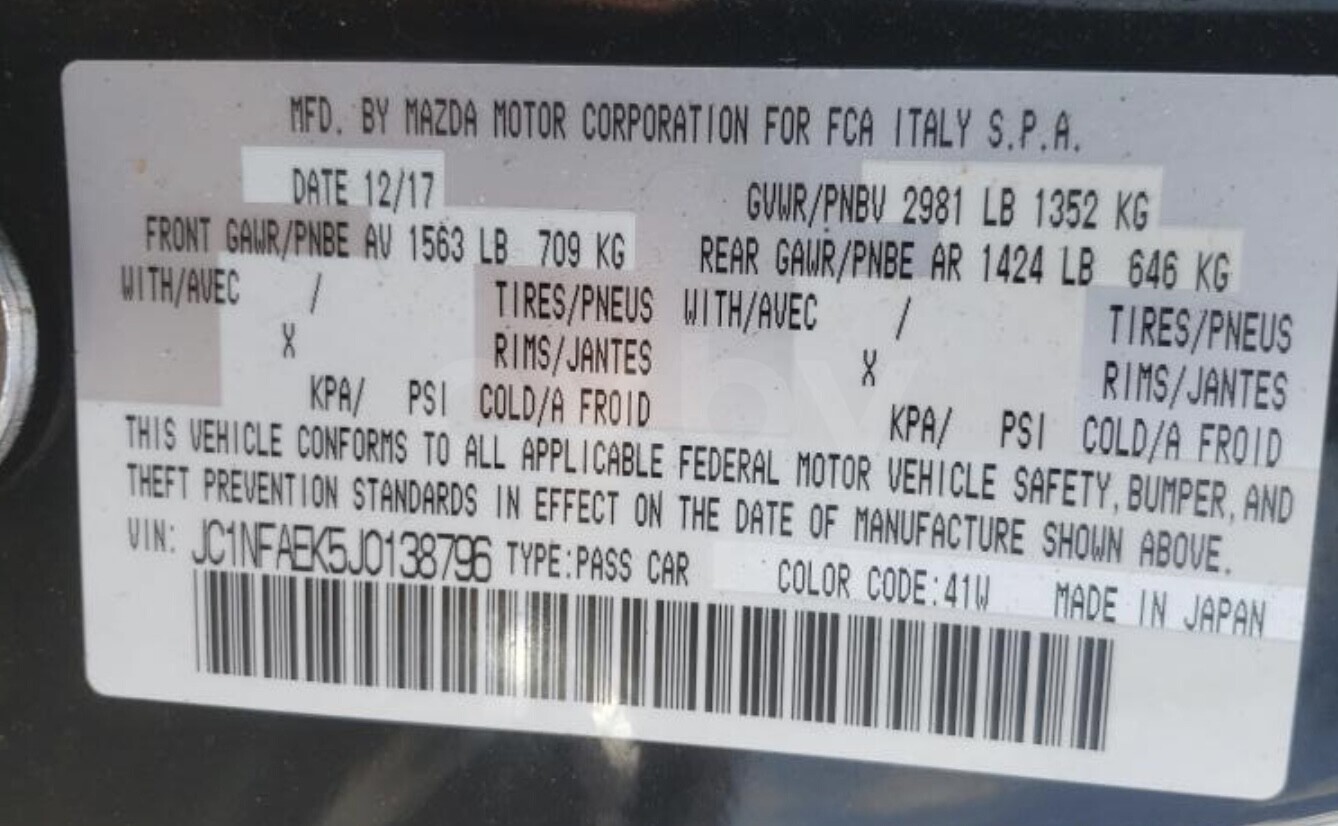 MFD. BY MAZDA MOTOR CORPORATION FOR FCA ITALY S.P.A.
DATE 12/17 GVWR/PNBV 2981 LB 1352 KG
FRONT GAWR/PNBE AV 1563 LB 709 KG REAR GAWR/PNBE AR 1424 LB 646 KG
WITH/AVEC / TIRES/PNEUS WITH/AVEC / TIRES/PNEUS
X RIMS/JANTES X RIMS/JANTES
KPA/ PSI COLD/A FROID KPA/ PSI COLD/A FROID
THIS VEHICLE CONFORMS TO ALL APPLICABLE FEDERAL MOTOR VEHICLE SAFETY, BUMPER, AND
THEFT PREVENTION STANDARDS IN EFFECT ON THE DATE OF MANUFACTURE SHOWN ABOVE.
VIN: JC1NFAEK5J0138796 TYPE:PASS CAR COLOR CODE:41W MADE IN JAPAN